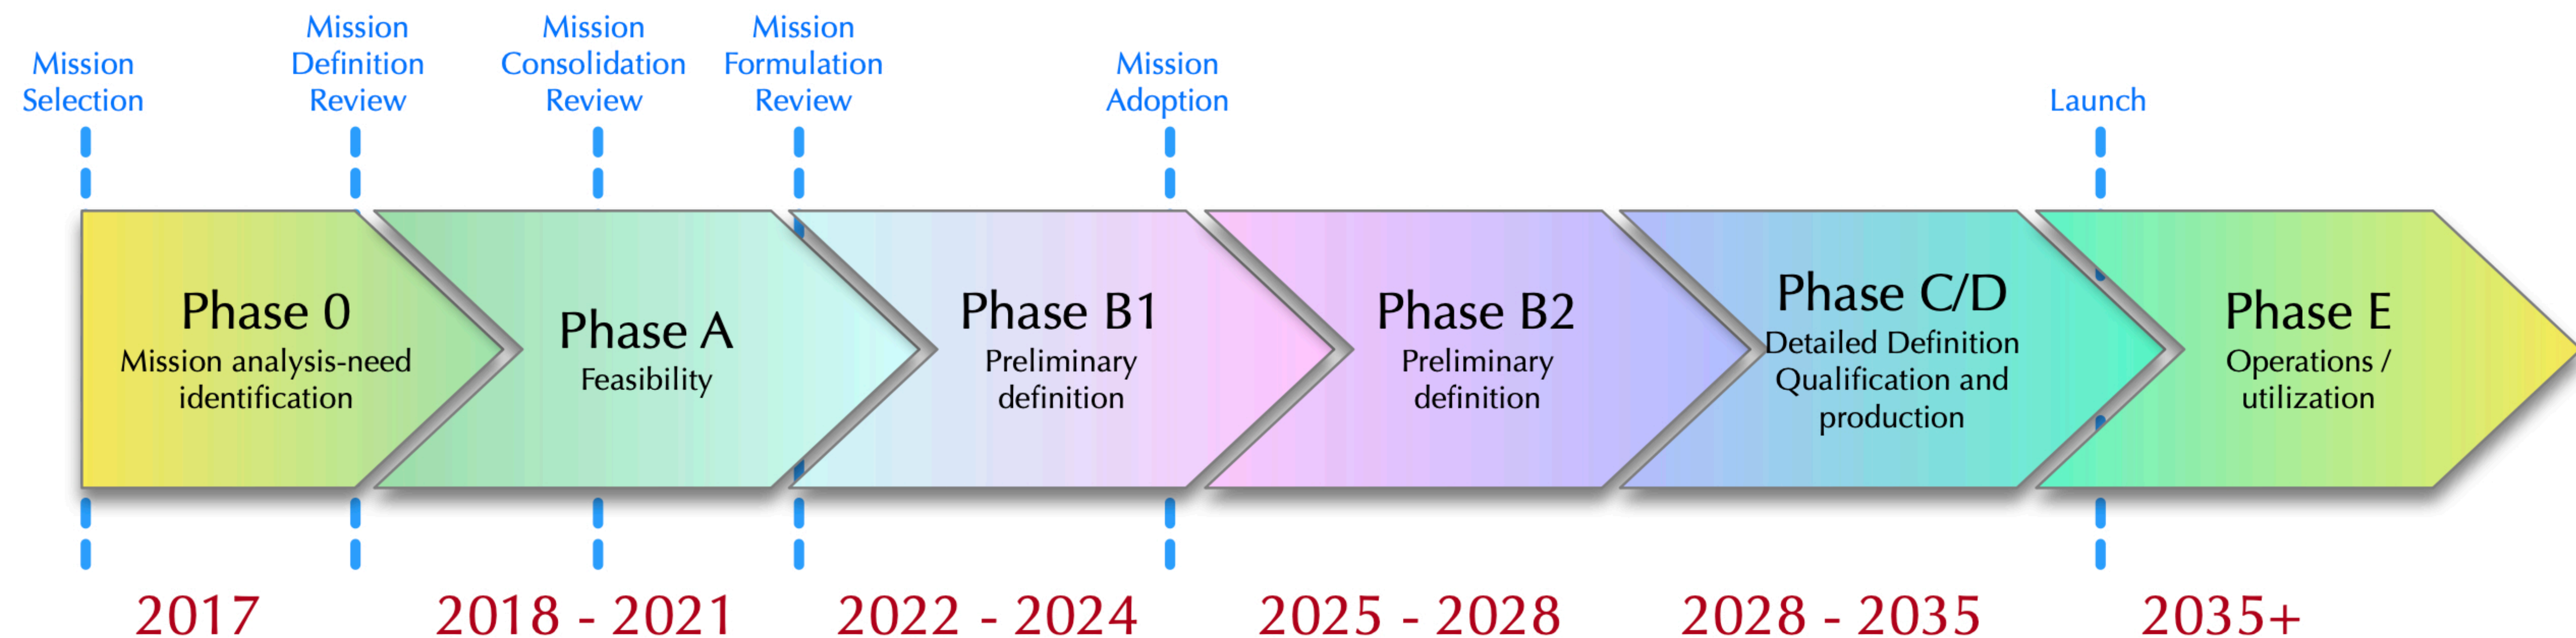 Mission
Selection
Mission
Definition
Review
Mission
Consolidation
Review
Mission
Formulation
Review
Mission
Adoption
Launch
Phase 0
Mission analysis-need
identification
Phase A
Feasibility
Phase B1
Preliminary
definition
Phase B2
Preliminary
definition
Phase C/D
Detailed Definition
Qualification and
production
Phase E
Operations /
utilization
2017
2018 - 2021
2022 - 2024
2025 - 2028
2028 - 2035
2035+